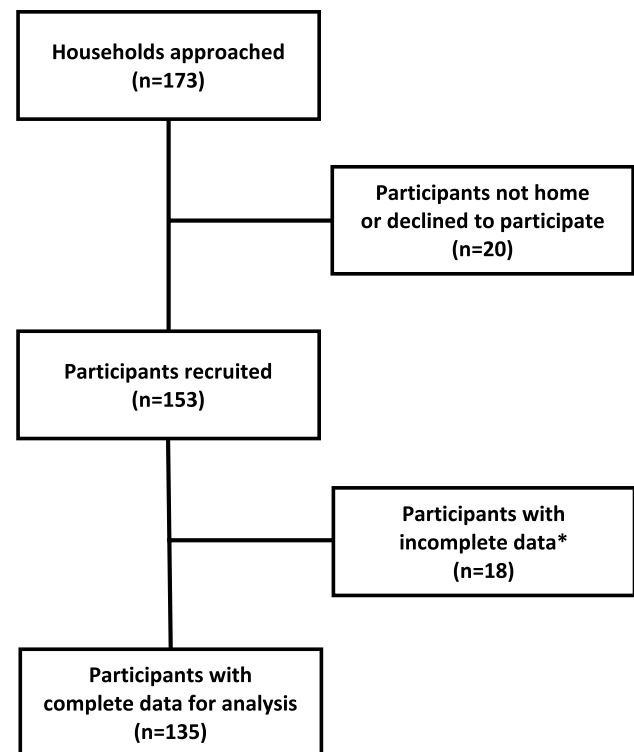 Households approached
(n=173)
Participants not home
or declined to participate
(n=20)
Participants recruited
(n=153)
Participants with
incomplete data*
(n=18)
Participants with
complete data for analysis
(n=135)